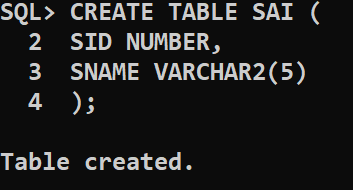 SQL> CREATE TABLE SAI (
2 SID NUMBER,
3 SNAME VARCHAR2(5)
4 );
Table created.